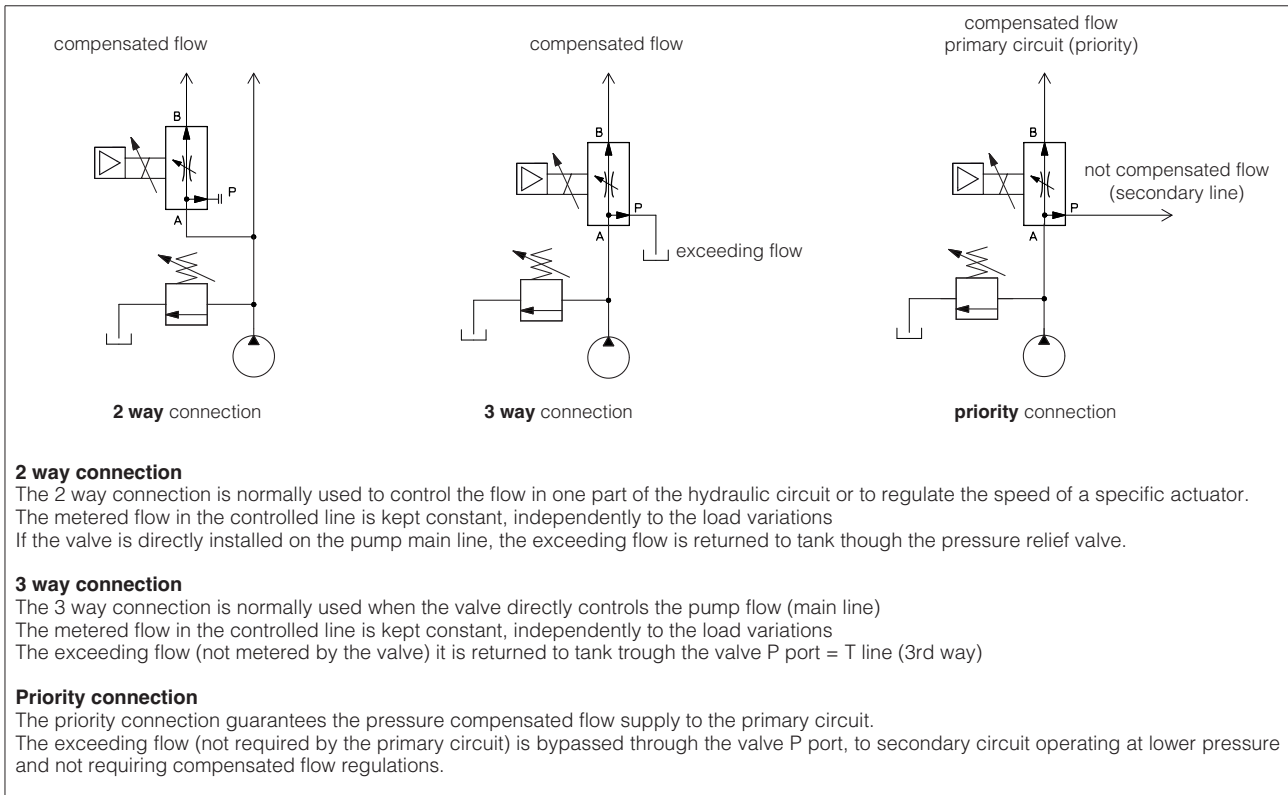 compensated flow
B
P
A
2 way connection
compensated flow
B
P
A
exceeding flow
3 way connection
compensated flow
primary circuit (priority)
B
not compensated flow
(secondary line)
P
A
priority connection
2 way connection
The 2 way connection is normally used to control the flow in one part of the hydraulic circuit or to regulate the speed of a specific actuator.
The metered flow in the controlled line is kept constant, independently to the load variations
If the valve is directly installed on the pump main line, the exceeding flow is returned to tank though the pressure relief valve.
3 way connection
The 3 way connection is normally used when the valve directly controls the pump flow (main line)
The metered flow in the controlled line is kept constant, independently to the load variations
The exceeding flow (not metered by the valve) it is returned to tank trough the valve P port = T line (3rd way)
Priority connection
The priority connection guarantees the pressure compensated flow supply to the primary circuit.
The exceeding flow (not required by the primary circuit) is bypassed through the valve P port, to secondary circuit operating at lower pressure
and not requiring compensated flow regulations.